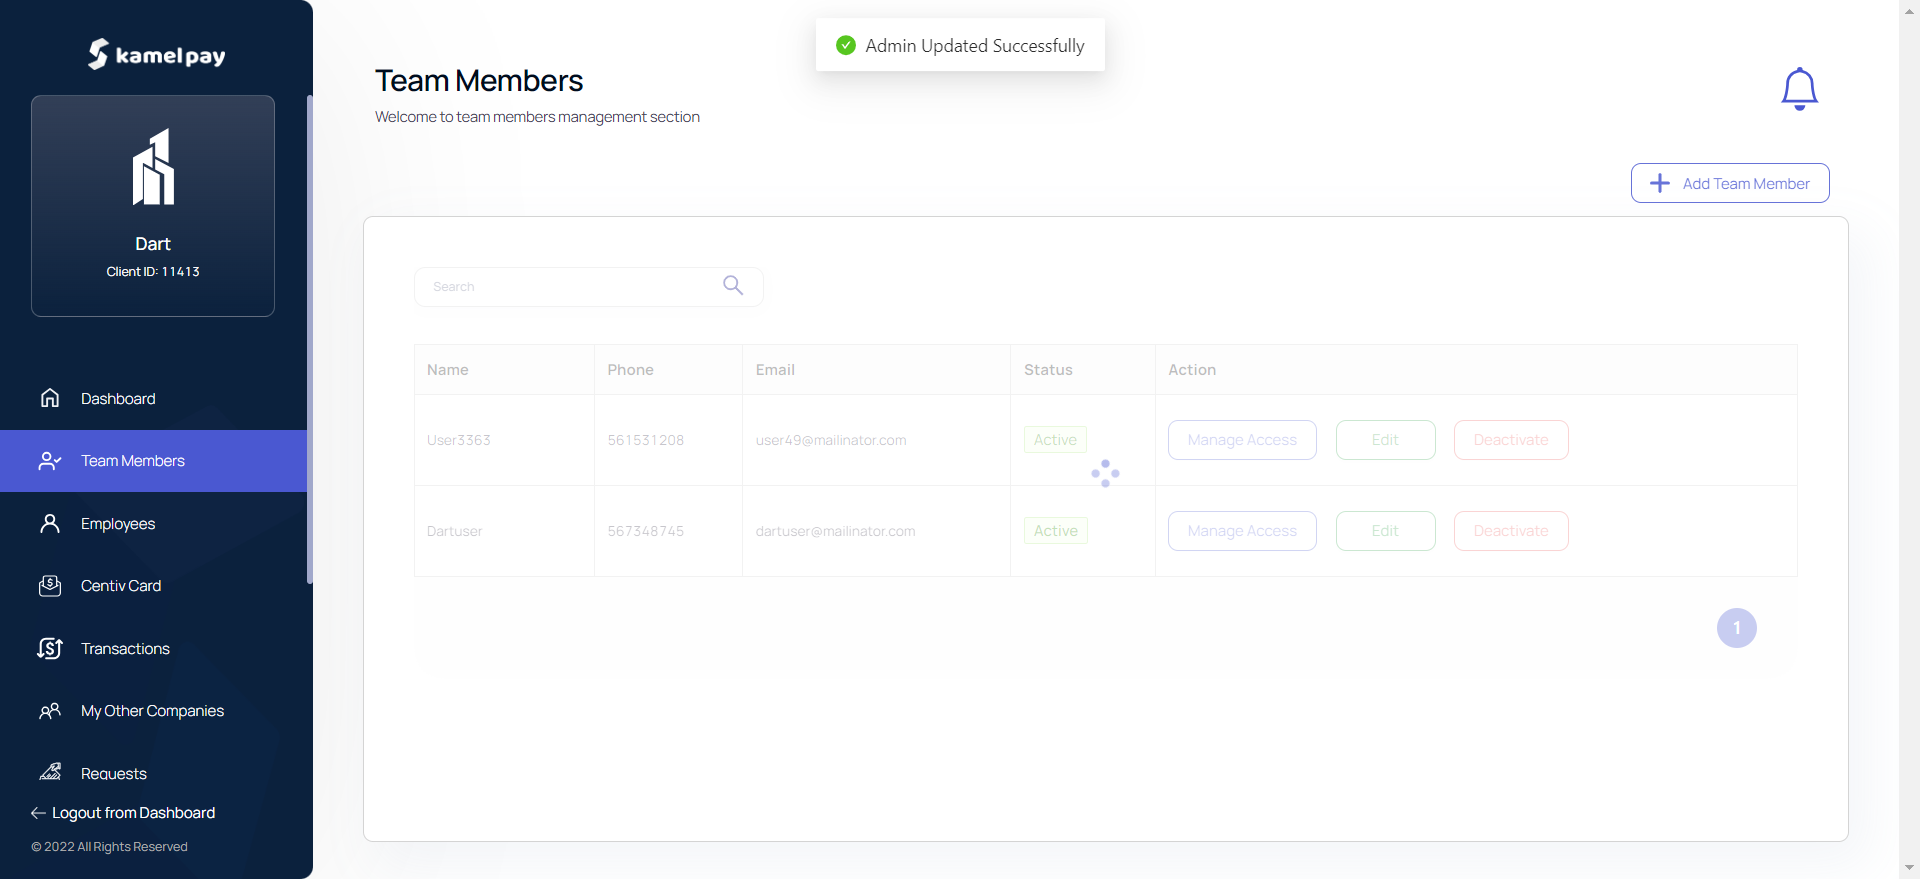 kamelpay
Dart
Client ID: 11413
Dashboard
Team Members
Employees
Centiv Card
Transactions
My Other Companies
Requests
Logout from Dashboard
© 2022 All Rights Reserved
Admin Updated Successfully
Team Members
Welcome to team members management section
Add Team Member
Search
Name Phone Email Status Action
User3363 561531208 user49@mailinator.com Active Manage Access Edit Deactivate
Dartuser 567348745 dartuser@mailinator.com Active Manage Access Edit Deactivate
1